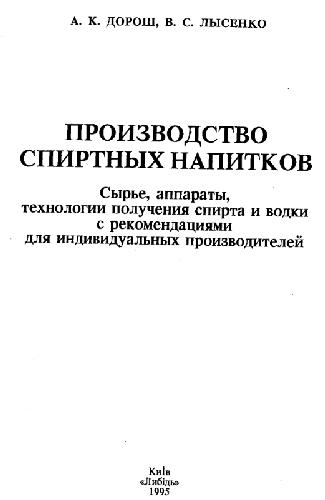 А. К. ДОРОШ, В. С. ЛЫСЕНКО
ПРОИЗВОДСТВО
СПИРТНЫХ НАПИТКОВ
Сырье, аппараты,
технологии получения спирта и водки
с рекомендациями
для индивидуальных производителей
Київ
«Либідь»
1995